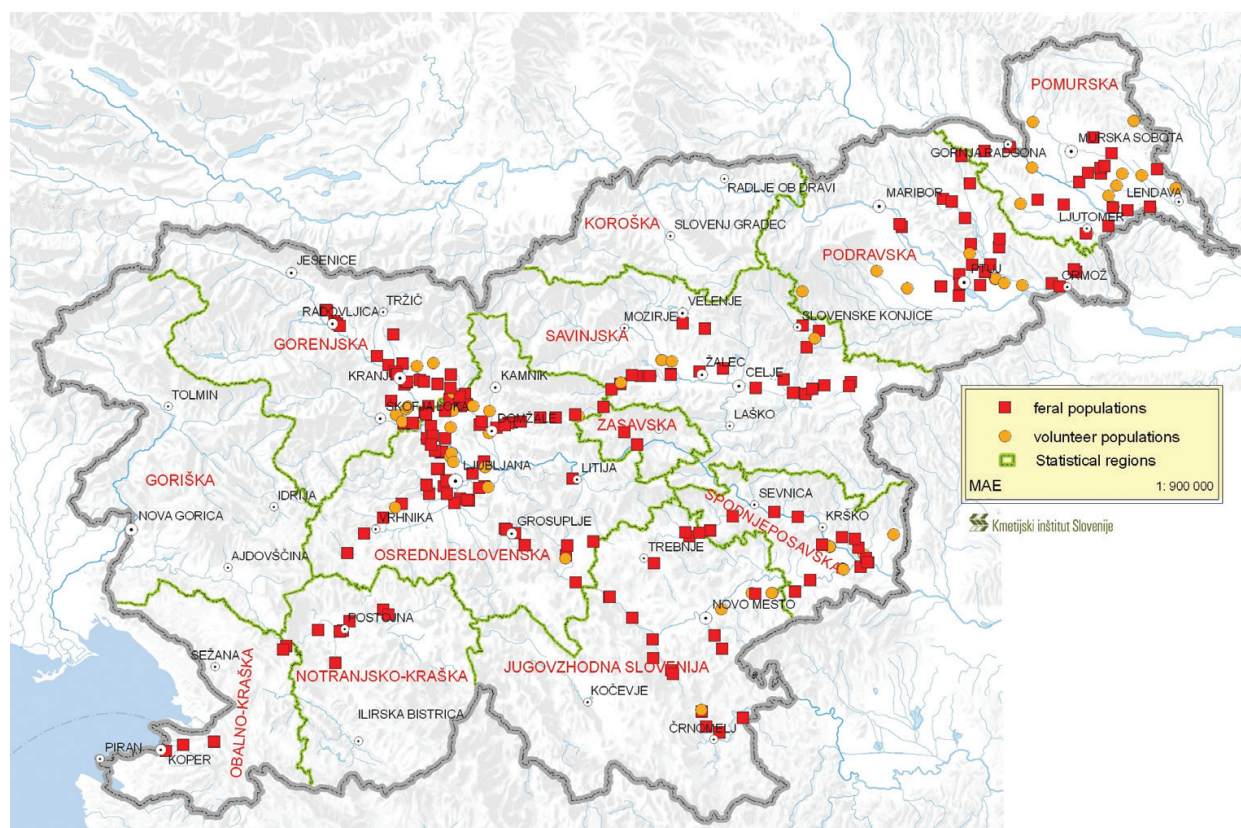 POMURSKA
MURSKA SOBOTA
GORNJA RADGONA
RADLJE OB DRAVI
MARIBOR
LENDAVA
KOROŠKA
SLOVENJ GRADEC
LJUTOMER
PODRAVSKA
JESENICE
PTUJ
ORMOŽ
TRŽIČ
VELENJE
RADOVLJICA
MOZIRJE
SLOVENSKE KONJICE
SAVINJSKA
GORENJSKA
KRANJ
KAMNIK
ŽALEC
CELJE
TOLMIN
ŠKOFJA LOKA
DOMŽALE
LAŠKO
ZASAVSKA
LJUBLJANA
LITIJA
GORIŠKA
IDRIJA
SEVNICA
SPODNJEPOSAVSKA
NOVA GORICA
VRHNIKA
GROSUPLJE
KRŠKO
OSREDNJESLOVENSKA
TREBNJE
AJDOVŠČINA
NOVO MESTO
POSTOJNA
SEŽANA
NOTRANJSKO-KRAŠKA
JUGOVZHODNA SLOVENIJA
OBALNO-KRAŠKA
KOČEVJE
ILIRSKA BISTRICA
ČRNOMELJ
PIRAN
KOPER
feral populations
volunteer populations
Statistical regions
MAE 1: 900 000
Kmetijski inštitut Slovenije